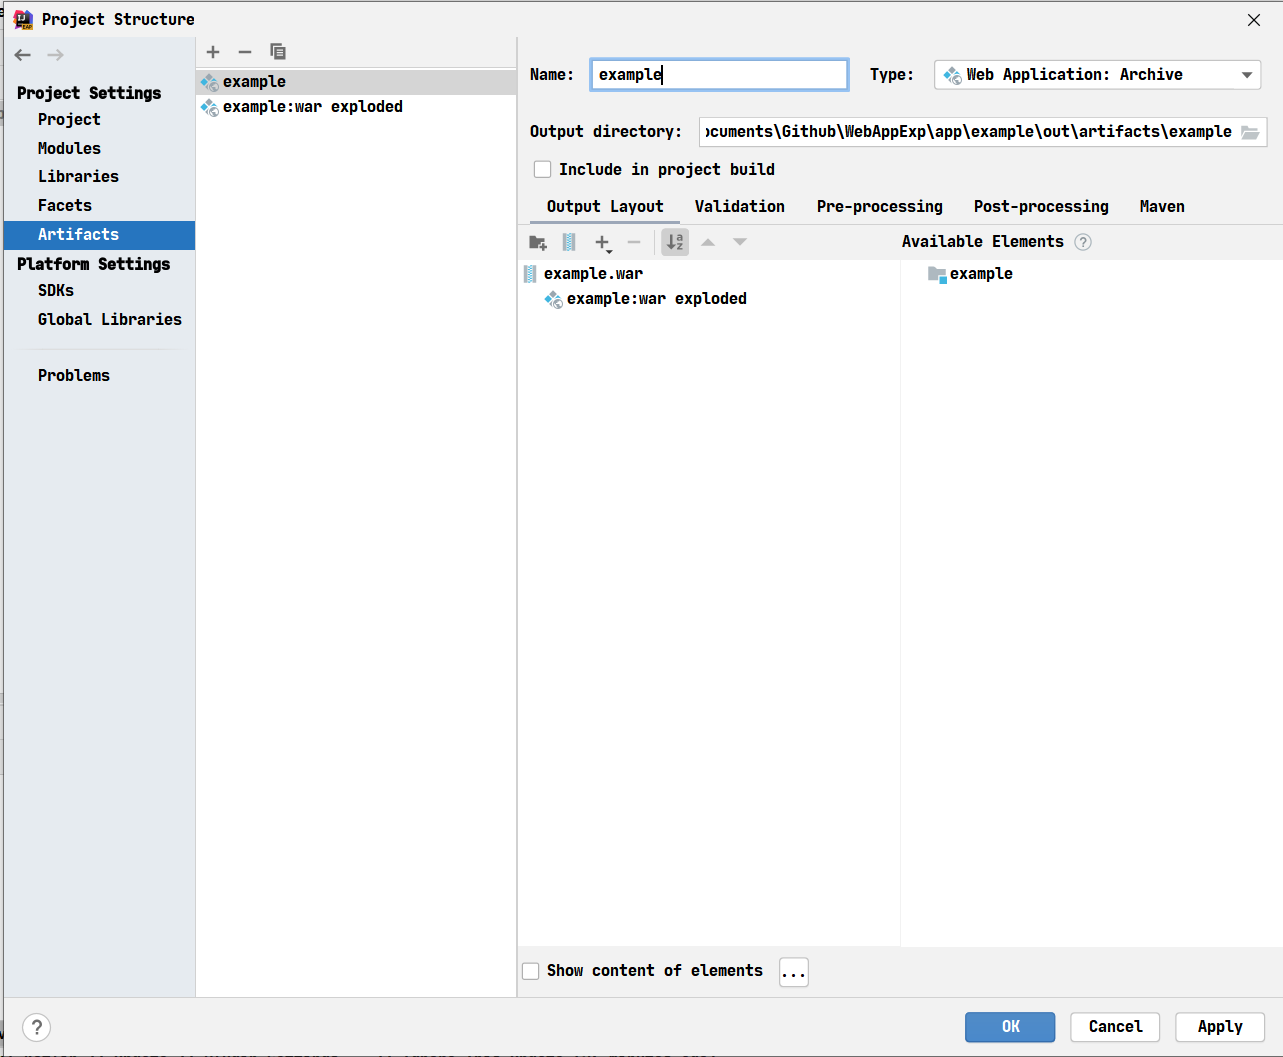 Project Structure
Project Settings
Project
Modules
Libraries
Facets
Artifacts
Platform Settings
SDKs
Global Libraries
Problems
example
example:war exploded
Name: example
Type: Web Application: Archive
Output directory: ocuments\Github\WebAppExp\app\example\out\artifacts\example
Include in project build
Output Layout Validation Pre-processing Post-processing Maven
Available Elements ?
example.war
example:war exploded
example
Show content of elements ...
? OK Cancel Apply